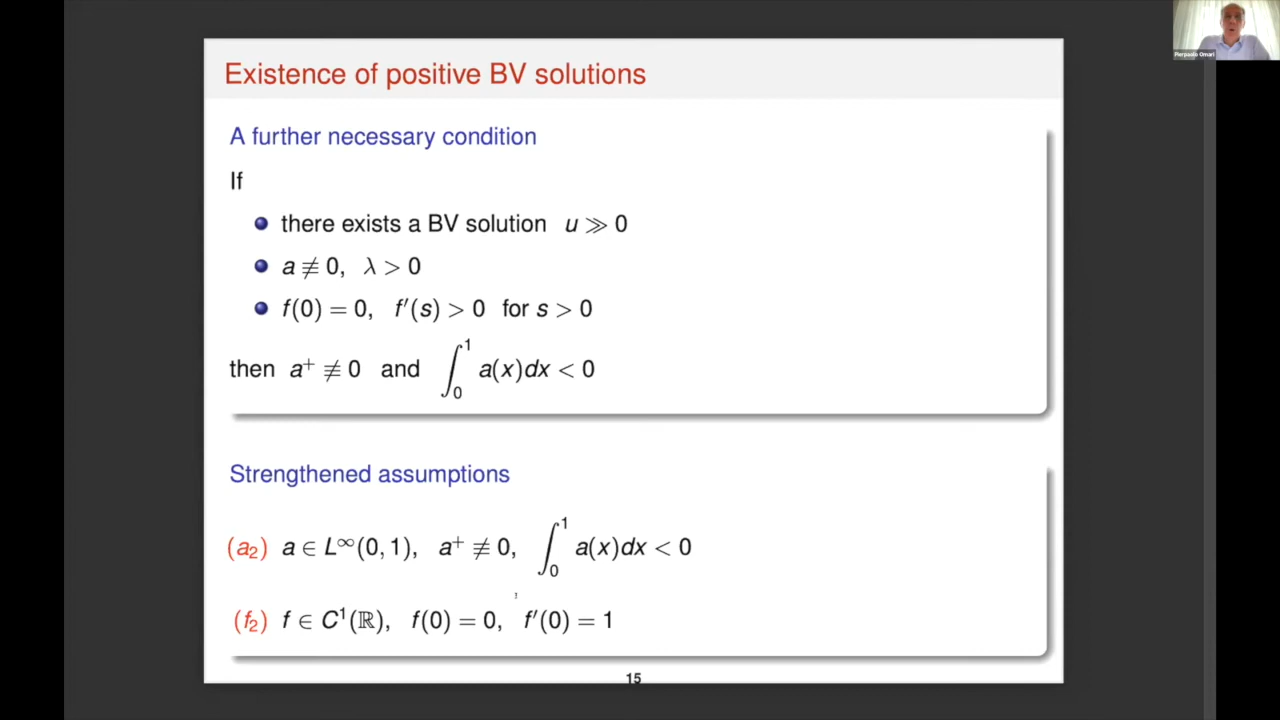 Existence of positive BV solutions
A further necessary condition
If
there exists a BV solution u ≫ 0
a ≢ 0, λ > 0
f(0) = 0, f′(s) > 0 for s > 0
then a⁺ ≢ 0 and ∫₀¹ a(x)dx < 0
Strengthened assumptions
(a₂) a ∈ L∞(0, 1), a⁺ ≢ 0, ∫₀¹ a(x)dx < 0
(f₂) f ∈ C¹(ℝ), f(0) = 0, f′(0) = 1
15
Pierpaolo Omari